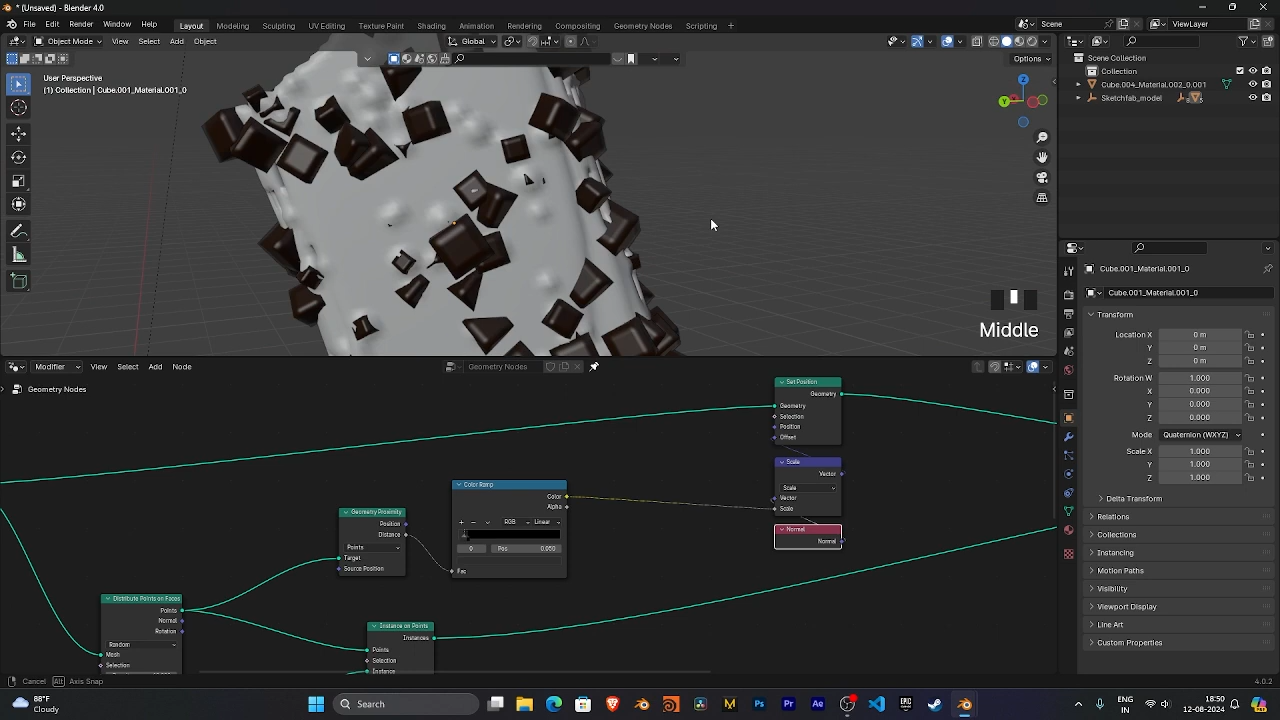 * (Unsaved) - Blender 4.0
File Edit Render Window Help Layout Modeling Sculpting UV Editing Texture Paint Shading Animation Rendering Compositing Geometry Nodes Scripting + Scene ViewLayer
Object Mode View Select Add Object Global
Options
User Perspective
(1) Collection | Cube.001_Material.001_0
Z
Y
Middle
Scene Collection
Collection
Cube.004_Material.002_0.001
Sketchfab_model
Cube.001_Material.001_0
Cube.001_Material.001_0
Transform
Location X 0 m
Y 0 m
Z 0 m
Rotation W 1.000
X 0.000
Y 0.000
Z 0.000
Mode Quaternion (WXYZ)
Scale X 1.000
Y 1.000
Z 1.000
Delta Transform
Relations
Collections
Instancing
Motion Paths
Visibility
Viewport Display
Line Art
Custom Properties
Modifier View Select Add Node Geometry Nodes
Geometry Nodes
Set Position
Geometry
Geometry
Selection
Position
Offset
Scale
Vector
Scale
Vector
Scale
Normal
Normal
Color Ramp
Color
Alpha
+ - RGB Linear
0 Pos 0.950
Fac
Geometry Proximity
Position
Distance
Points
Target
Source Position
Distribute Points on Faces
Points
Normal
Rotation
Random
Mesh
Selection
Instance on Points
Instances
Points
Selection
Instance
Cancel Alt Axis Snap 4.0.2
88°F
Cloudy
Search
ENG
IN
18:50
12-08-2024